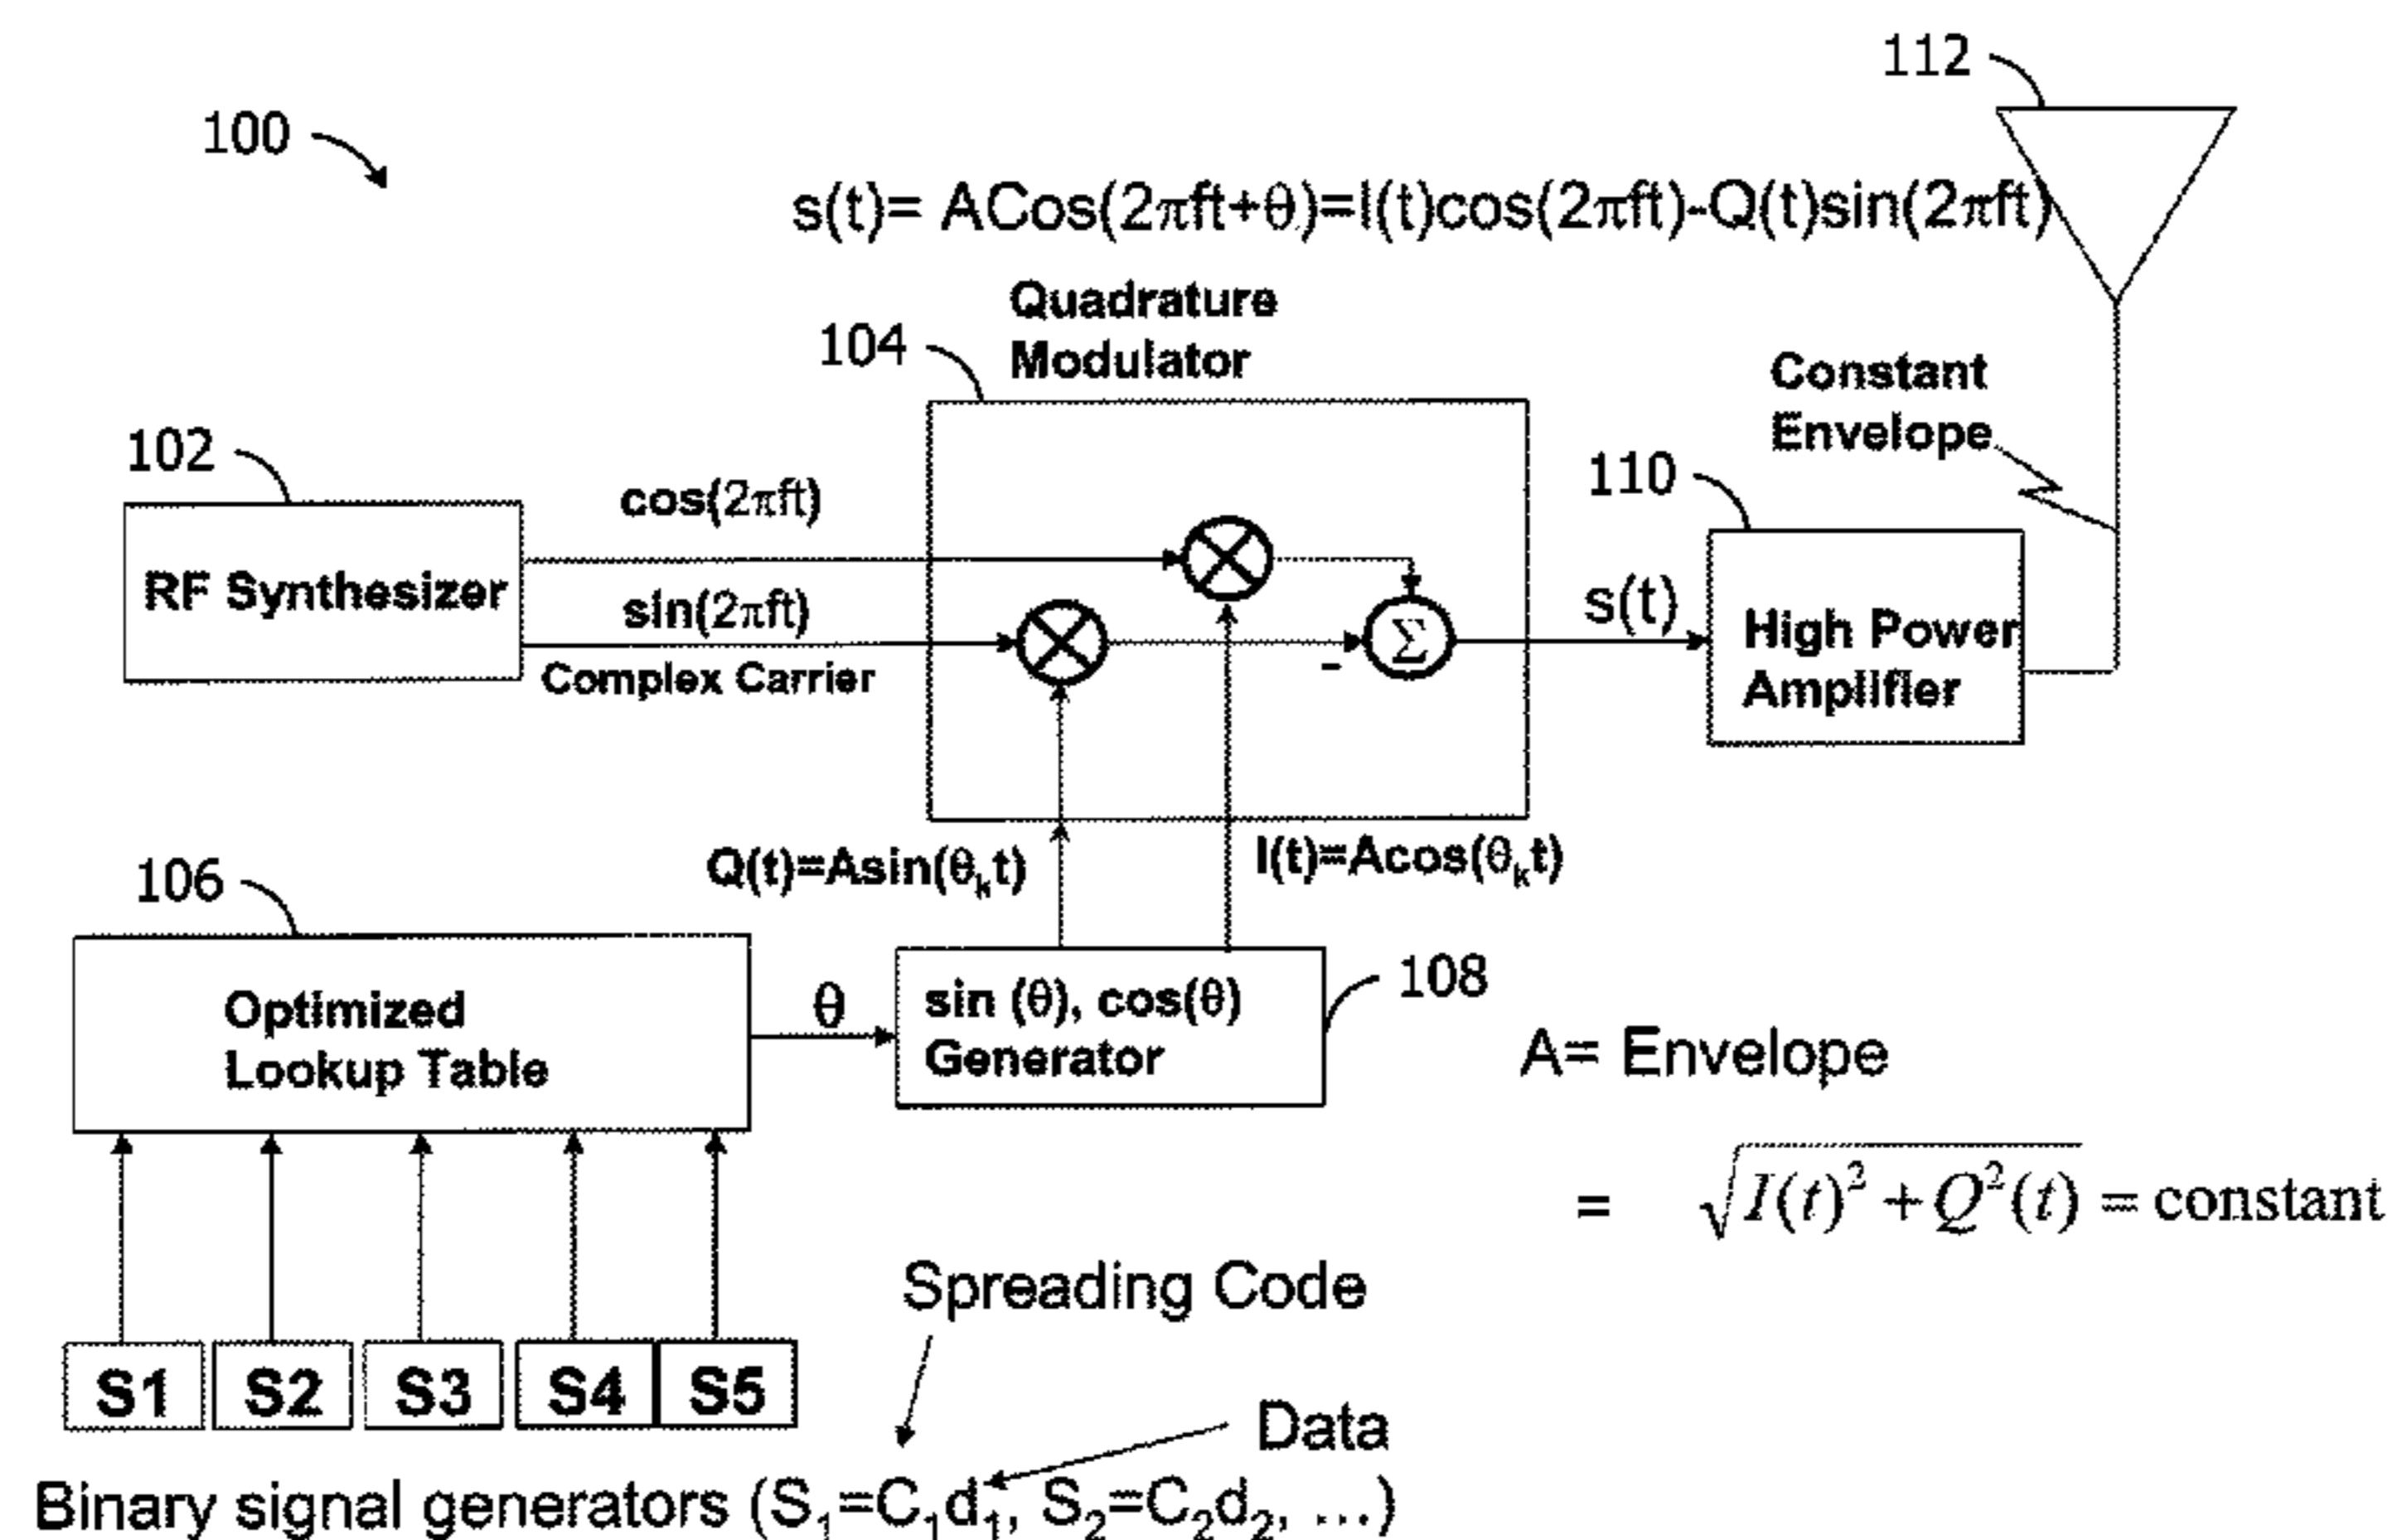 112
100
s(t)= ACos(2πft+θ)=I(t)cos(2πft)-Q(t)sin(2πft)
Quadrature
Modulator
104
Constant
Envelope
102
110
cos(2πft)
RF Synthesizer
sin(2πft)
Complex Carrier
Σ
-
s(t)
High Power
Amplifier
Q(t)=Asin(θₖt)
I(t)=Acos(θₖt)
106
108
Optimized
Lookup Table
θ
sin (θ), cos(θ)
Generator
A= Envelope
= √I(t)² + Q²(t) = constant
Spreading Code
S1 S2 S3 S4 S5
Data
Binary signal generators (S₁=C₁d₁, S₂=C₂d₂, ...)